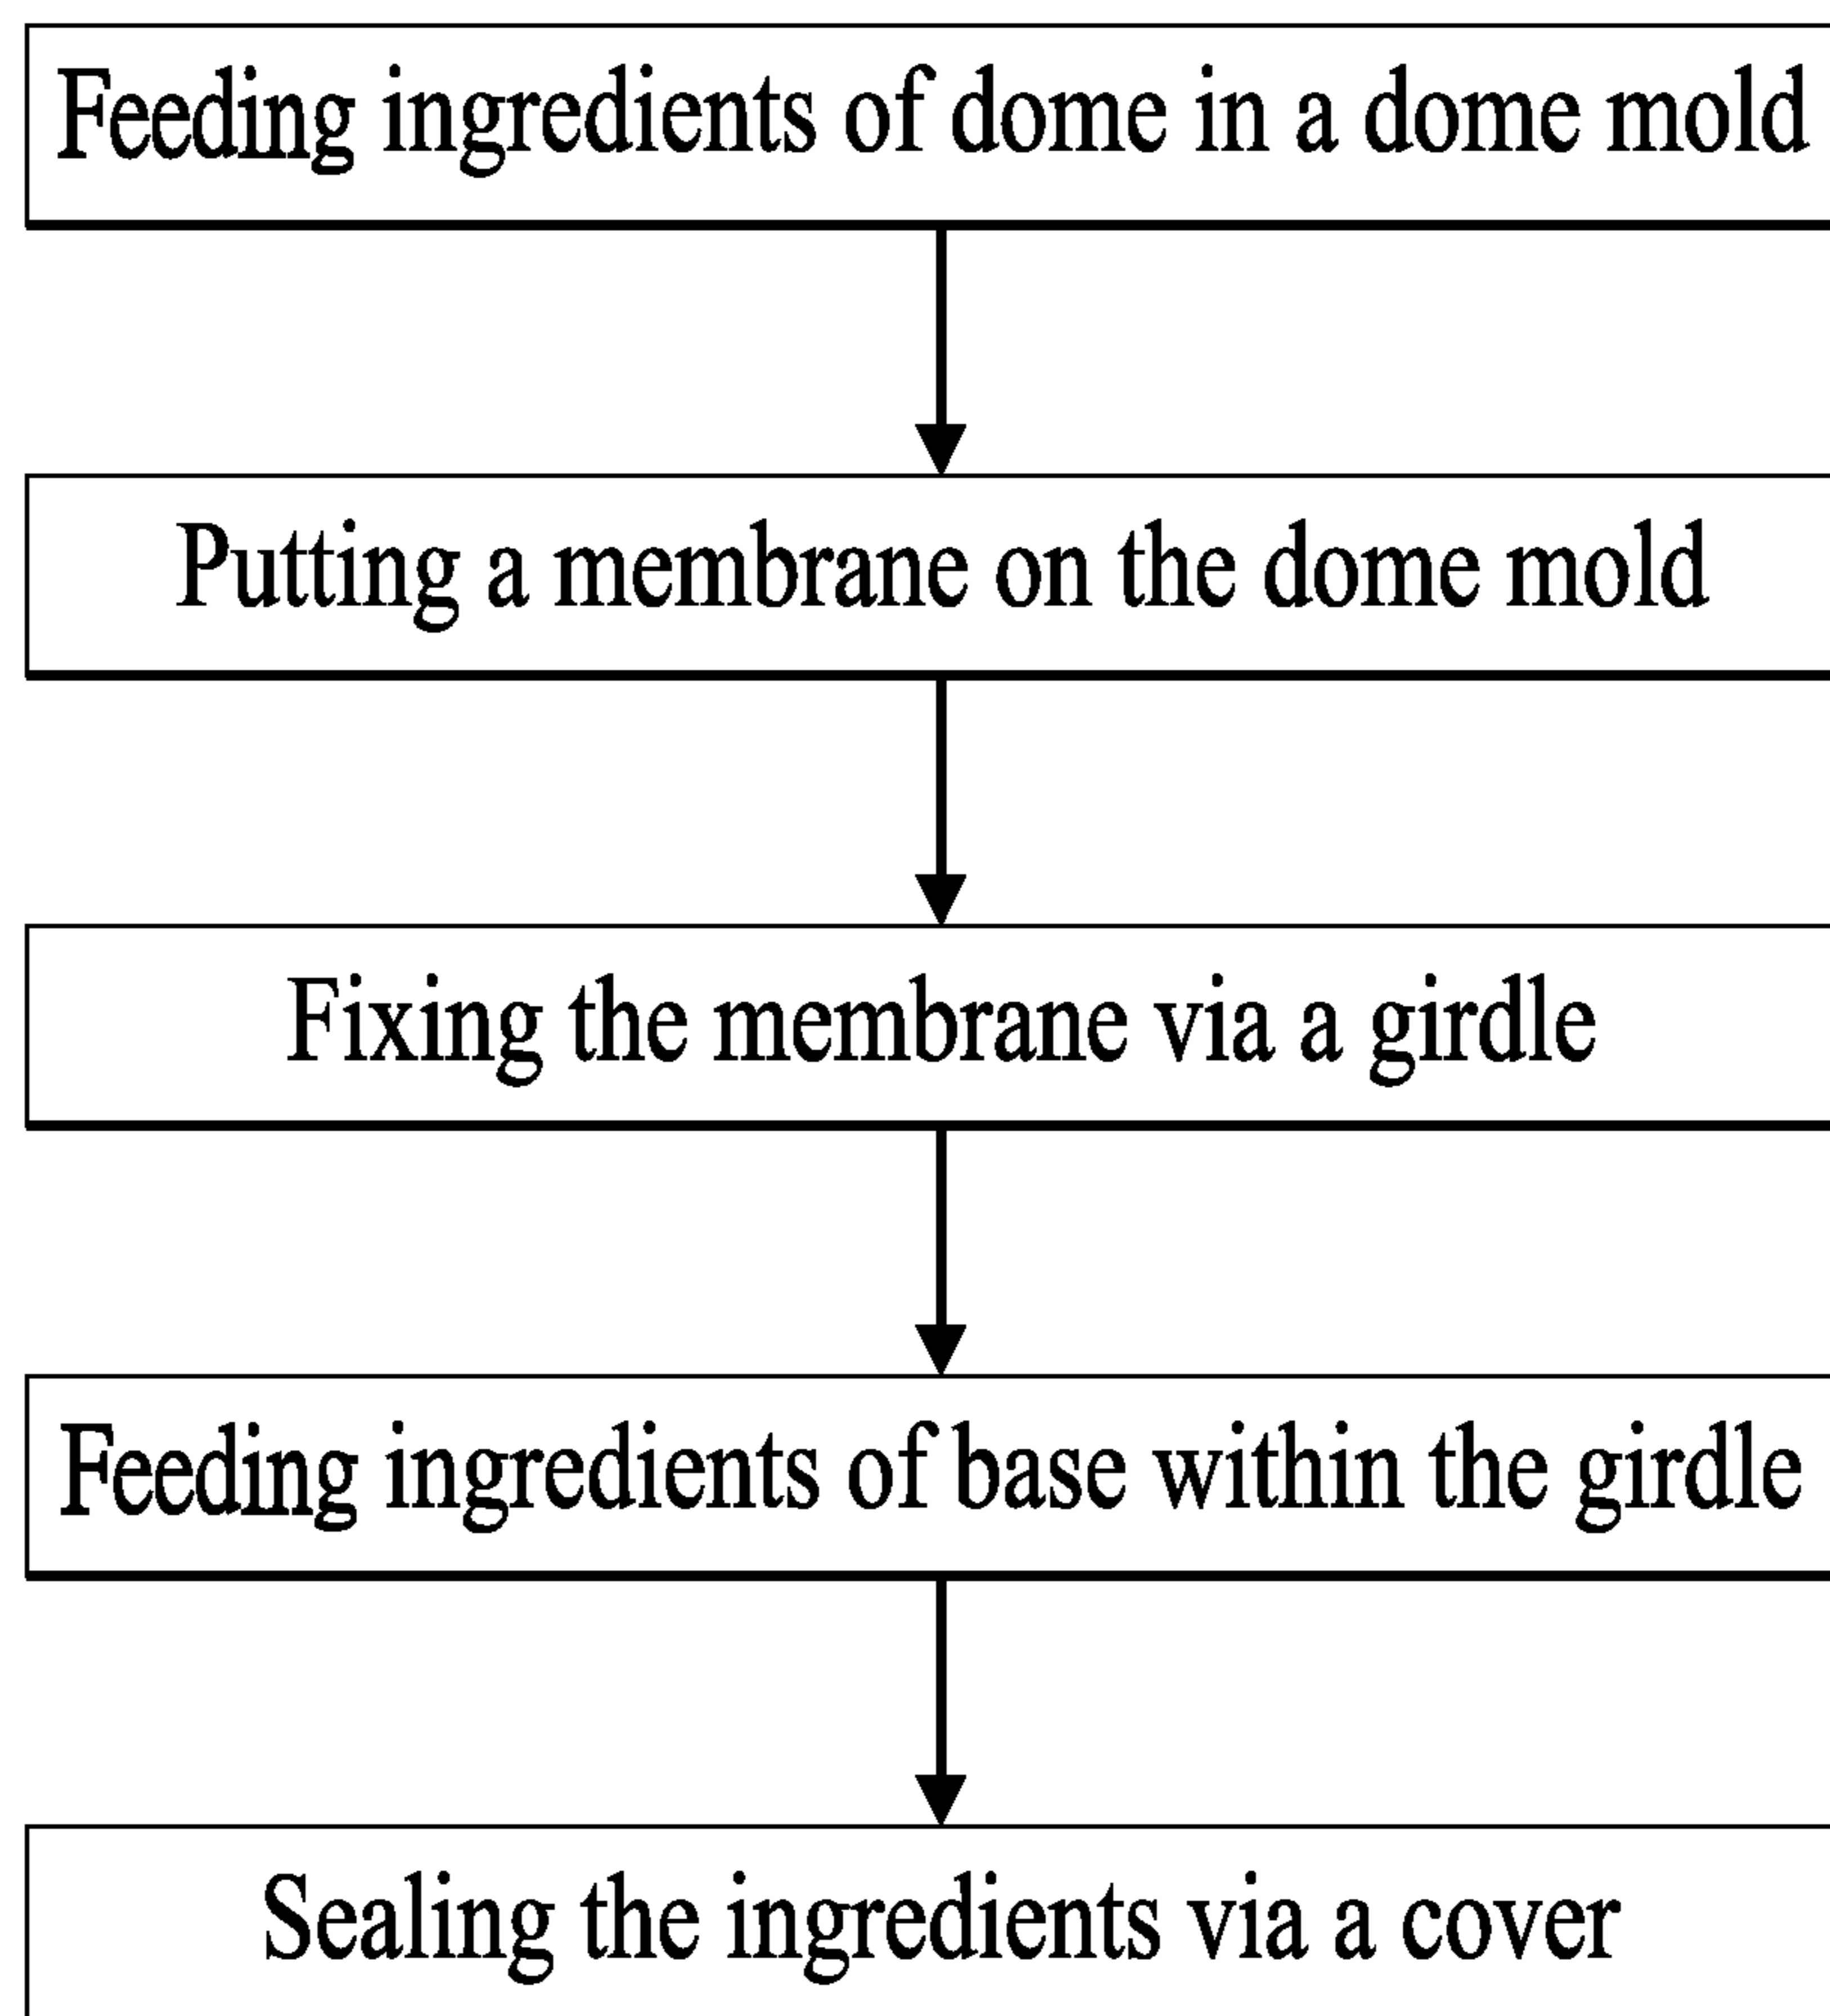 Feeding ingredients of dome in a dome mold
Putting a membrane on the dome mold
Fixing the membrane via a girdle
Feeding ingredients of base within the girdle
Sealing the ingredients via a cover